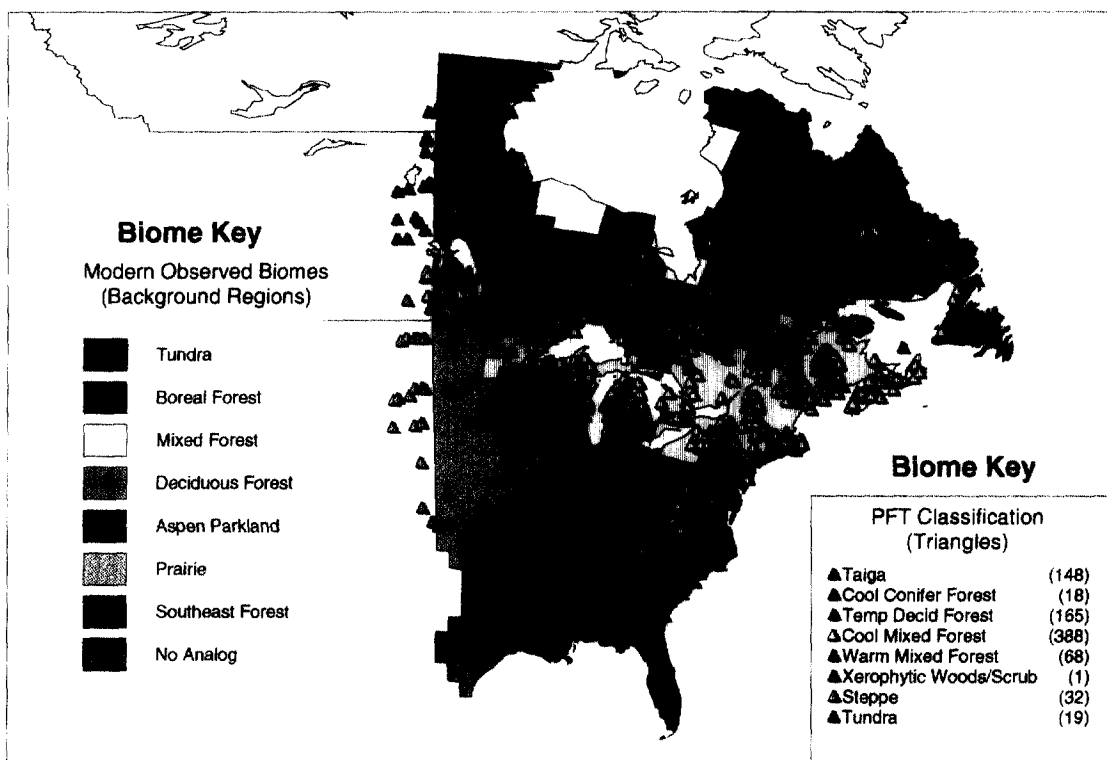 Biome Key
Modern Observed Biomes
(Background Regions)
Tundra
Boreal Forest
Mixed Forest
Deciduous Forest
Aspen Parkland
Prairie
Southeast Forest
No Analog
Biome Key
PFT Classification
(Triangles)
Taiga (148)
Cool Conifer Forest (18)
Temp Decid Forest (165)
Cool Mixed Forest (388)
Warm Mixed Forest (68)
Xerophytic Woods/Scrub (1)
Steppe (32)
Tundra (19)